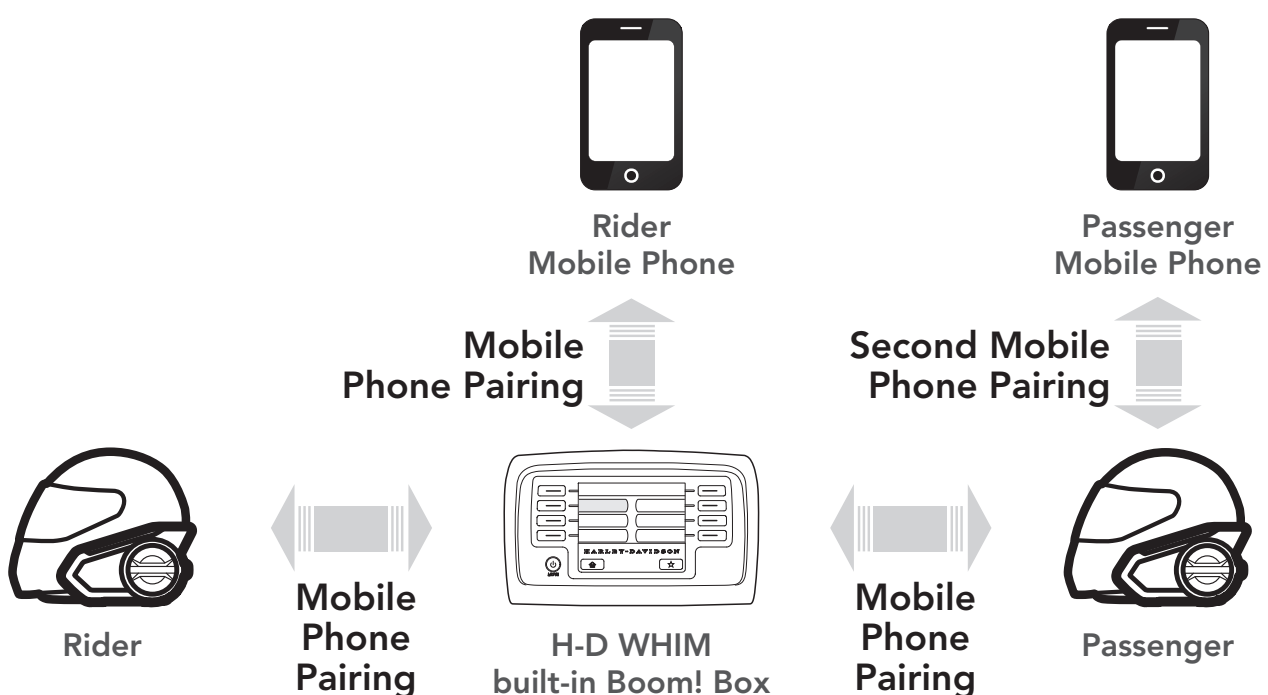 Rider
Mobile Phone
Passenger
Mobile Phone
Mobile
Phone Pairing
Second Mobile
Phone Pairing
HARLEY-DAVIDSON
Rider
Mobile
Phone
Pairing
H-D WHIM
built-in Boom! Box
Mobile
Phone
Pairing
Passenger